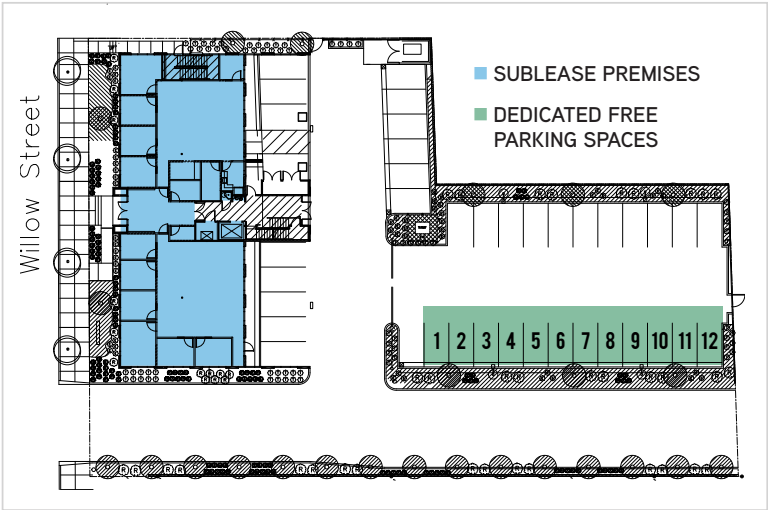 Willow Street
SUBLEASE PREMISES
DEDICATED FREE
PARKING SPACES
1 2 3 4 5 6 7 8 9 10 11 12